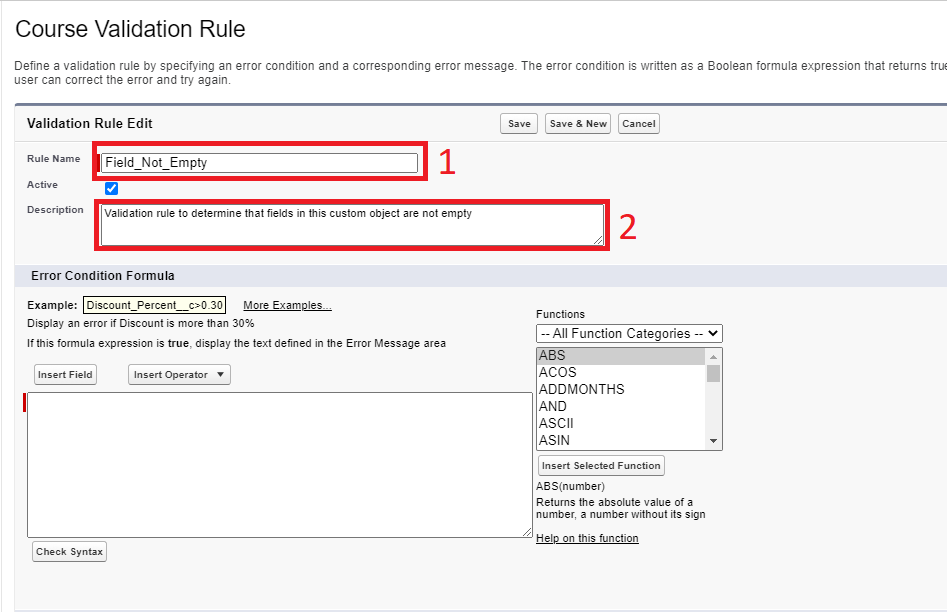 Course Validation Rule
Define a validation rule by specifying an error condition and a corresponding error message. The error condition is written as a Boolean formula expression that returns true
user can correct the error and try again.
Validation Rule Edit
Save
Save & New
Cancel
Rule Name
Field_Not_Empty
1
Active
Description
Validation rule to determine that fields in this custom object are not empty
2
Error Condition Formula
Example: Discount_Percent__c>0.30 More Examples...
Display an error if Discount is more than 30%
If this formula expression is true, display the text defined in the Error Message area
Insert Field
Insert Operator
Functions
-- All Function Categories --
ABS
ACOS
ADDMONTHS
AND
ASCII
ASIN
Insert Selected Function
ABS(number)
Returns the absolute value of a
number, a number without its sign
Help on this function
Check Syntax